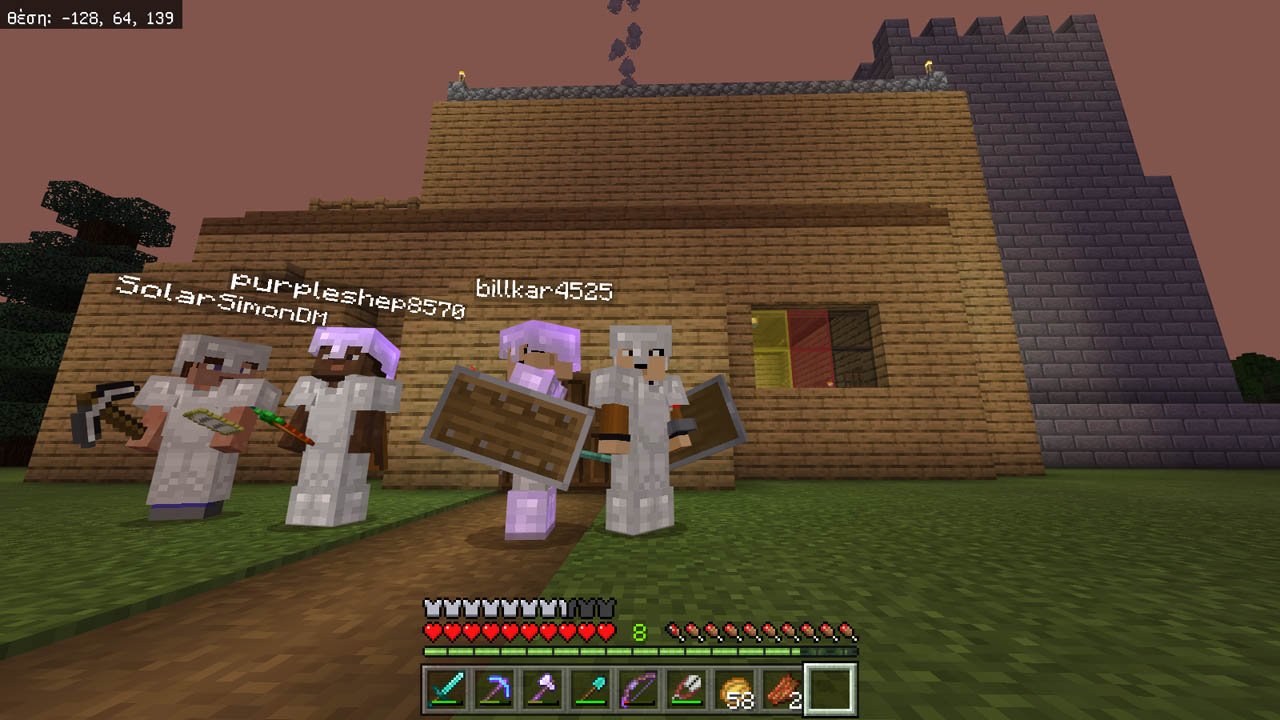 θέση: -128, 64, 139
SolarSimonDM
purpleshep8570
billkar4525
8
58
2